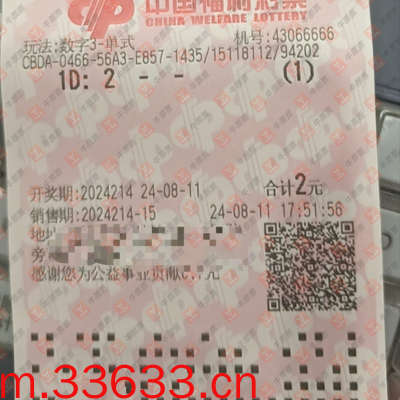 中国福利彩票
CHINA WELFARE LOTTERY
玩法:数字3-单式 机号:43066666
CBDA-0466-56A3-E857-1435/15118112/94202
1D: 2 - - (1)
开奖期:2024214 24-08-11 合计2元
销售期:2024214-15 24-08-11 17:51:56
地址
旁
感谢您为公益事业贡献0. 元
m.33633.cn